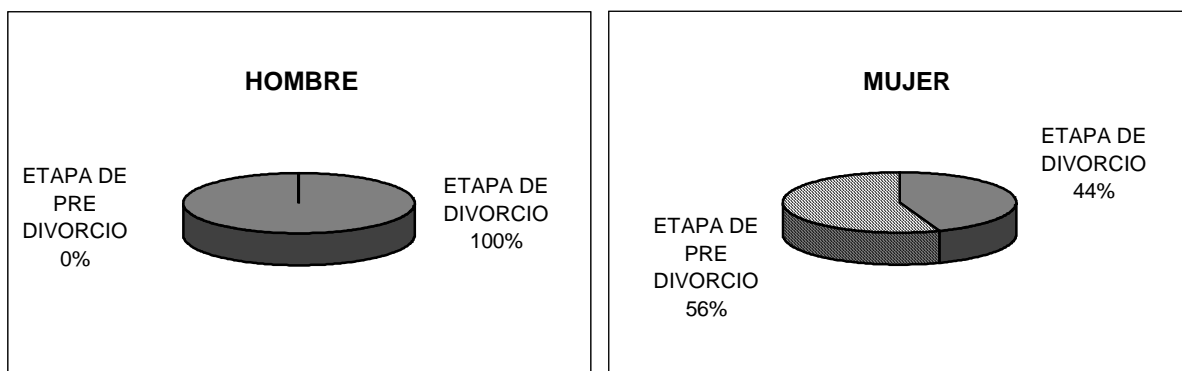 HOMBRE
ETAPA DE
PRE
DIVORCIO
0%
ETAPA DE
DIVORCIO
100%
MUJER
ETAPA DE
DIVORCIO
44%
ETAPA DE
PRE
DIVORCIO
56%